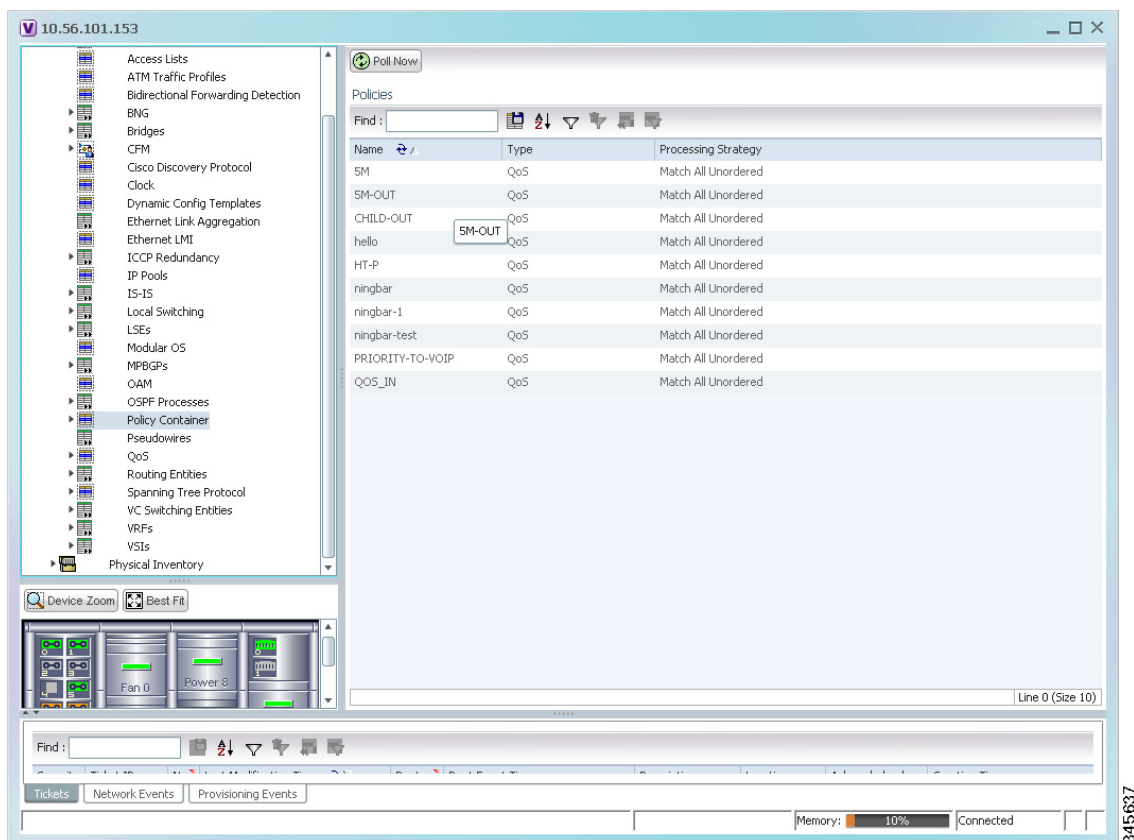 10.56.101.153
Access Lists
ATM Traffic Profiles
Bidirectional Forwarding Detection
BNG
Bridges
CFM
Cisco Discovery Protocol
Clock
Dynamic Config Templates
Ethernet Link Aggregation
Ethernet LMI
ICCP Redundancy
IP Pools
IS-IS
Local Switching
LSEs
Modular OS
MPBGPs
OAM
OSPF Processes
Policy Container
Pseudowires
QoS
Routing Entities
Spanning Tree Protocol
VC Switching Entities
VRFs
VSIs
Physical Inventory
Device Zoom Best Fit
Fan 0 Power 8
Poll Now
Policies
Find :
Name Type Processing Strategy
5M QoS Match All Unordered
5M-OUT QoS Match All Unordered
CHILD-OUT QoS Match All Unordered
5M-OUT
hello QoS Match All Unordered
HT-P QoS Match All Unordered
ningbar QoS Match All Unordered
ningbar-1 QoS Match All Unordered
ningbar-test QoS Match All Unordered
PRIORITY-TO-VOIP QoS Match All Unordered
QOS_IN QoS Match All Unordered
Line 0 (Size 10)
Find :
Tickets Network Events Provisioning Events
Memory: 10% Connected
345637